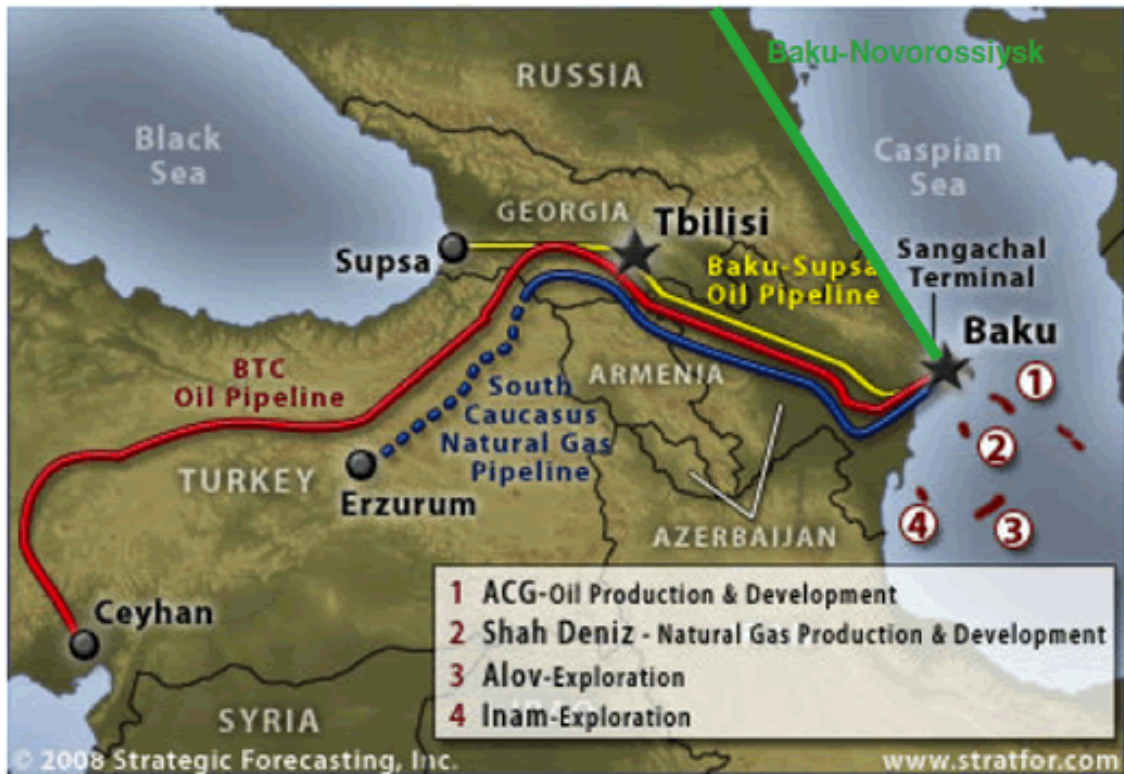 Baku-Novorossiysk
RUSSIA
Black
Sea
Caspian
Sea
GEORGIA
Tbilisi
Supsa
Baku-Supsa
Oil Pipeline
Sangachal
Terminal
Baku
BTC
Oil Pipeline
ARMENIA
South
Caucasus
Natural Gas
Pipeline
TURKEY
Erzurum
AZERBAIJAN
1
2
3
4
Ceyhan
1 ACG-Oil Production & Development
2 Shah Deniz - Natural Gas Production & Development
3 Alov-Exploration
4 Inam-Exploration
SYRIA
© 2008 Strategic Forecasting, Inc.
www.stratfor.com